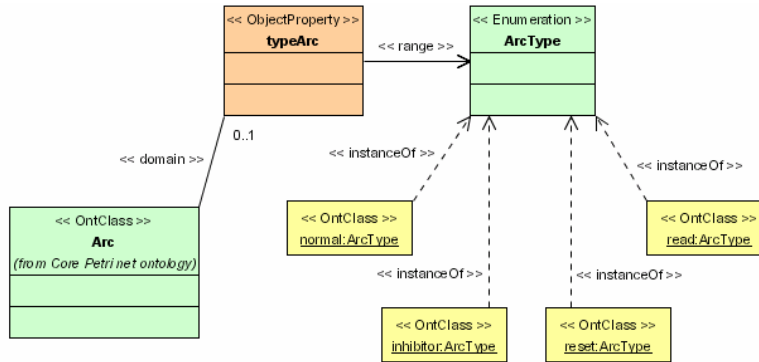 << ObjectProperty >>
typeArc
<< range >>
<< Enumeration >>
ArcType
0..1
<< domain >>
<< instanceOf >>
<< instanceOf >>
<< OntClass >>
Arc
(from Core Petri net ontology)
<< OntClass >>
normal:ArcType
<< OntClass >>
read:ArcType
<< instanceOf >>
<< instanceOf >>
<< OntClass >>
inhibitor:ArcType
<< OntClass >>
reset:ArcType